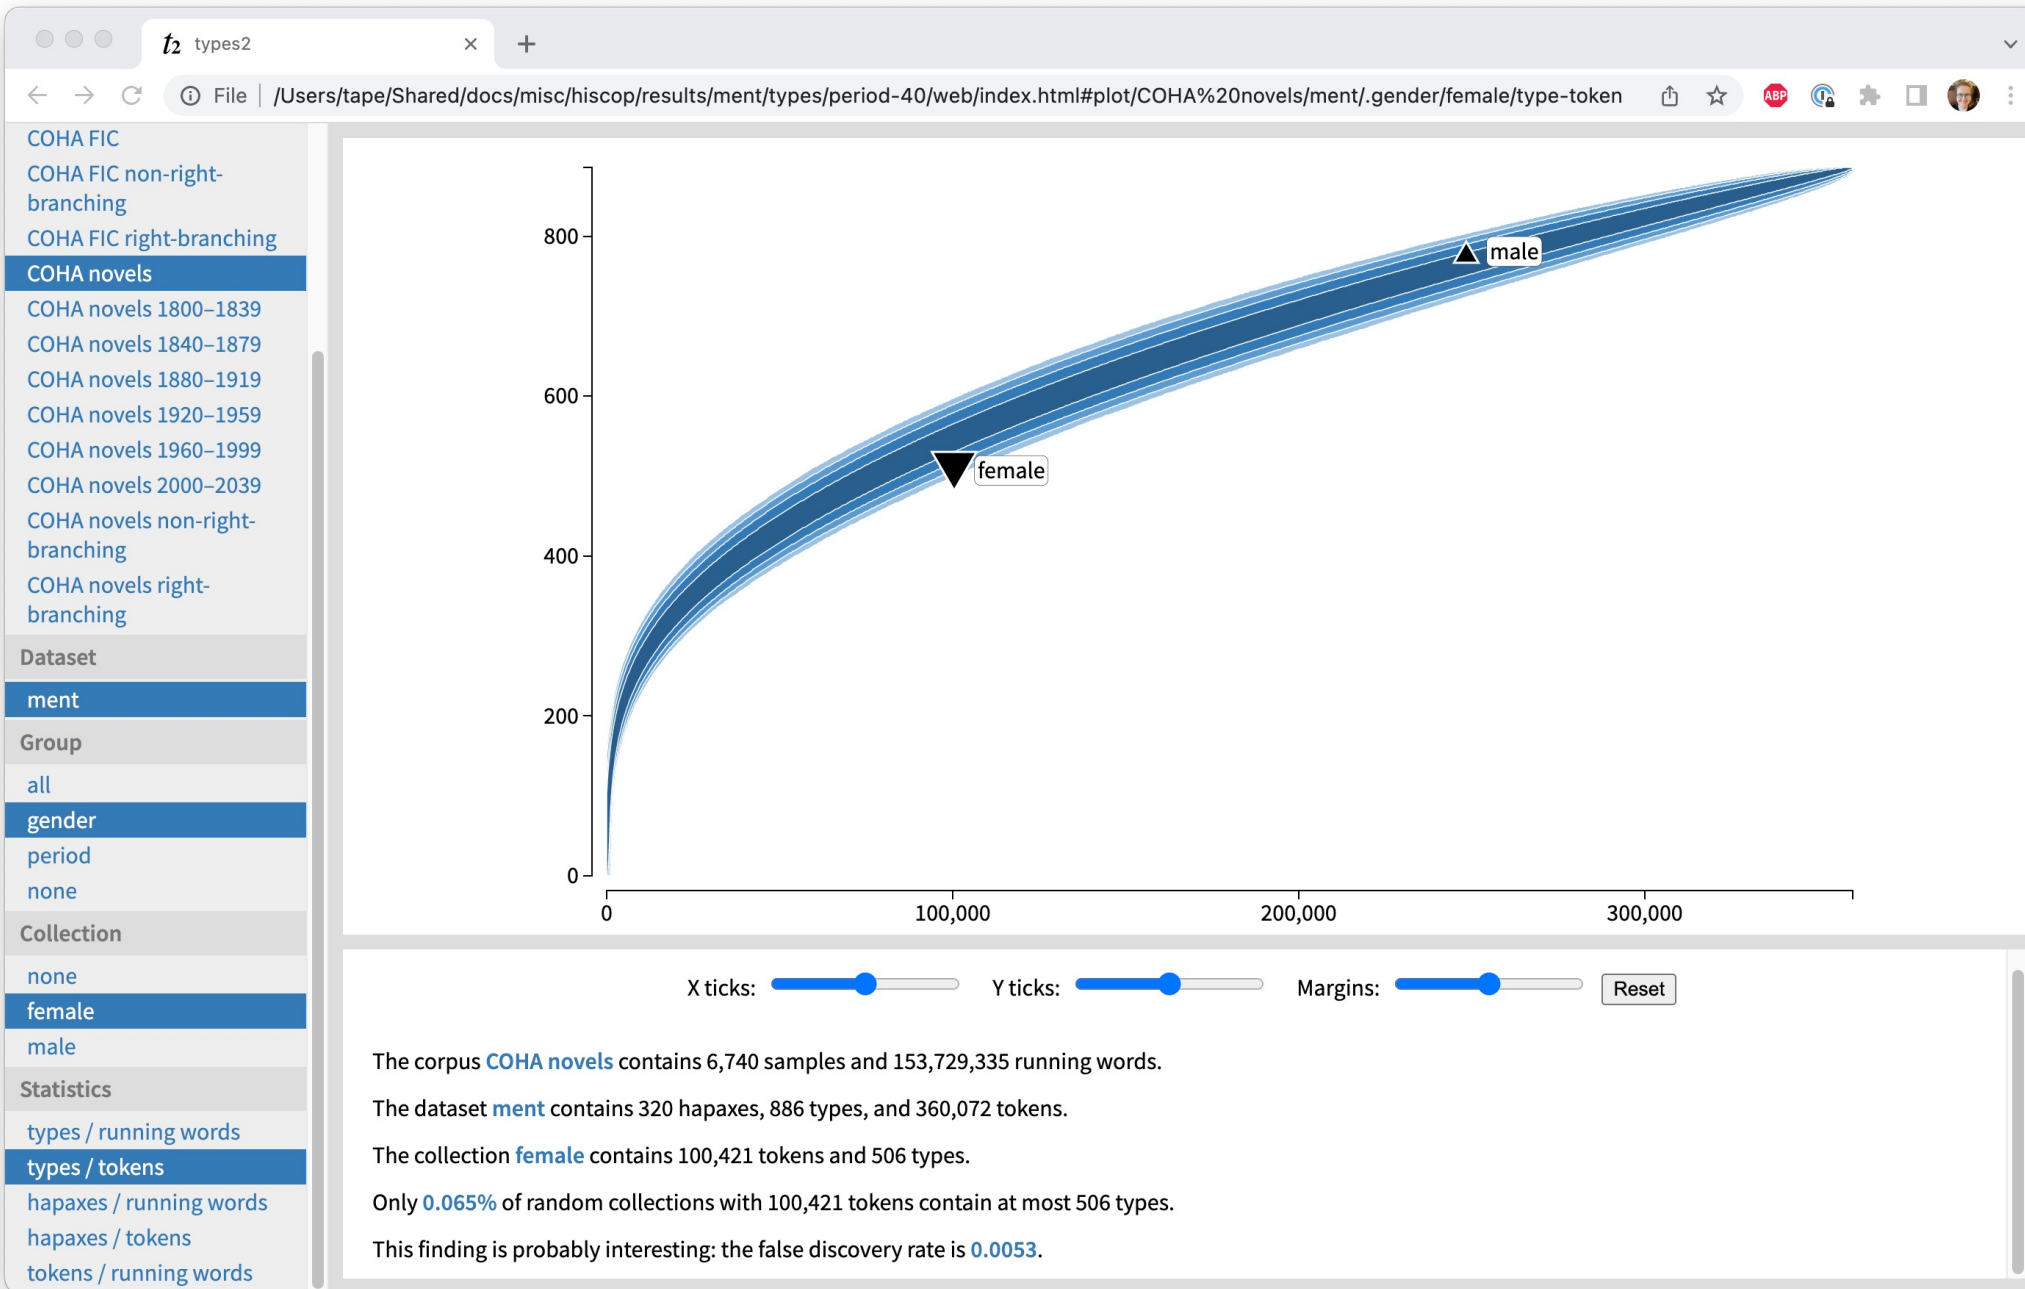 t2 types2
File /Users/tape/Shared/docs/misc/hiscop/results/ment/types/period-40/web/index.html#plot/COHA%20novels/ment/.gender/female/type-token
ABP
COHA FIC
COHA FIC non-right-
branching
COHA FIC right-branching
COHA novels
COHA novels 1800–1839
COHA novels 1840–1879
COHA novels 1880–1919
COHA novels 1920–1959
COHA novels 1960–1999
COHA novels 2000–2039
COHA novels non-right-
branching
COHA novels right-
branching
Dataset
ment
Group
all
gender
period
none
Collection
none
female
male
Statistics
types / running words
types / tokens
hapaxes / running words
hapaxes / tokens
tokens / running words
800
600
400
200
0
male
female
0 100,000 200,000 300,000
X ticks: Y ticks: Margins: Reset
The corpus COHA novels contains 6,740 samples and 153,729,335 running words.
The dataset ment contains 320 hapaxes, 886 types, and 360,072 tokens.
The collection female contains 100,421 tokens and 506 types.
Only 0.065% of random collections with 100,421 tokens contain at most 506 types.
This finding is probably interesting: the false discovery rate is 0.0053.